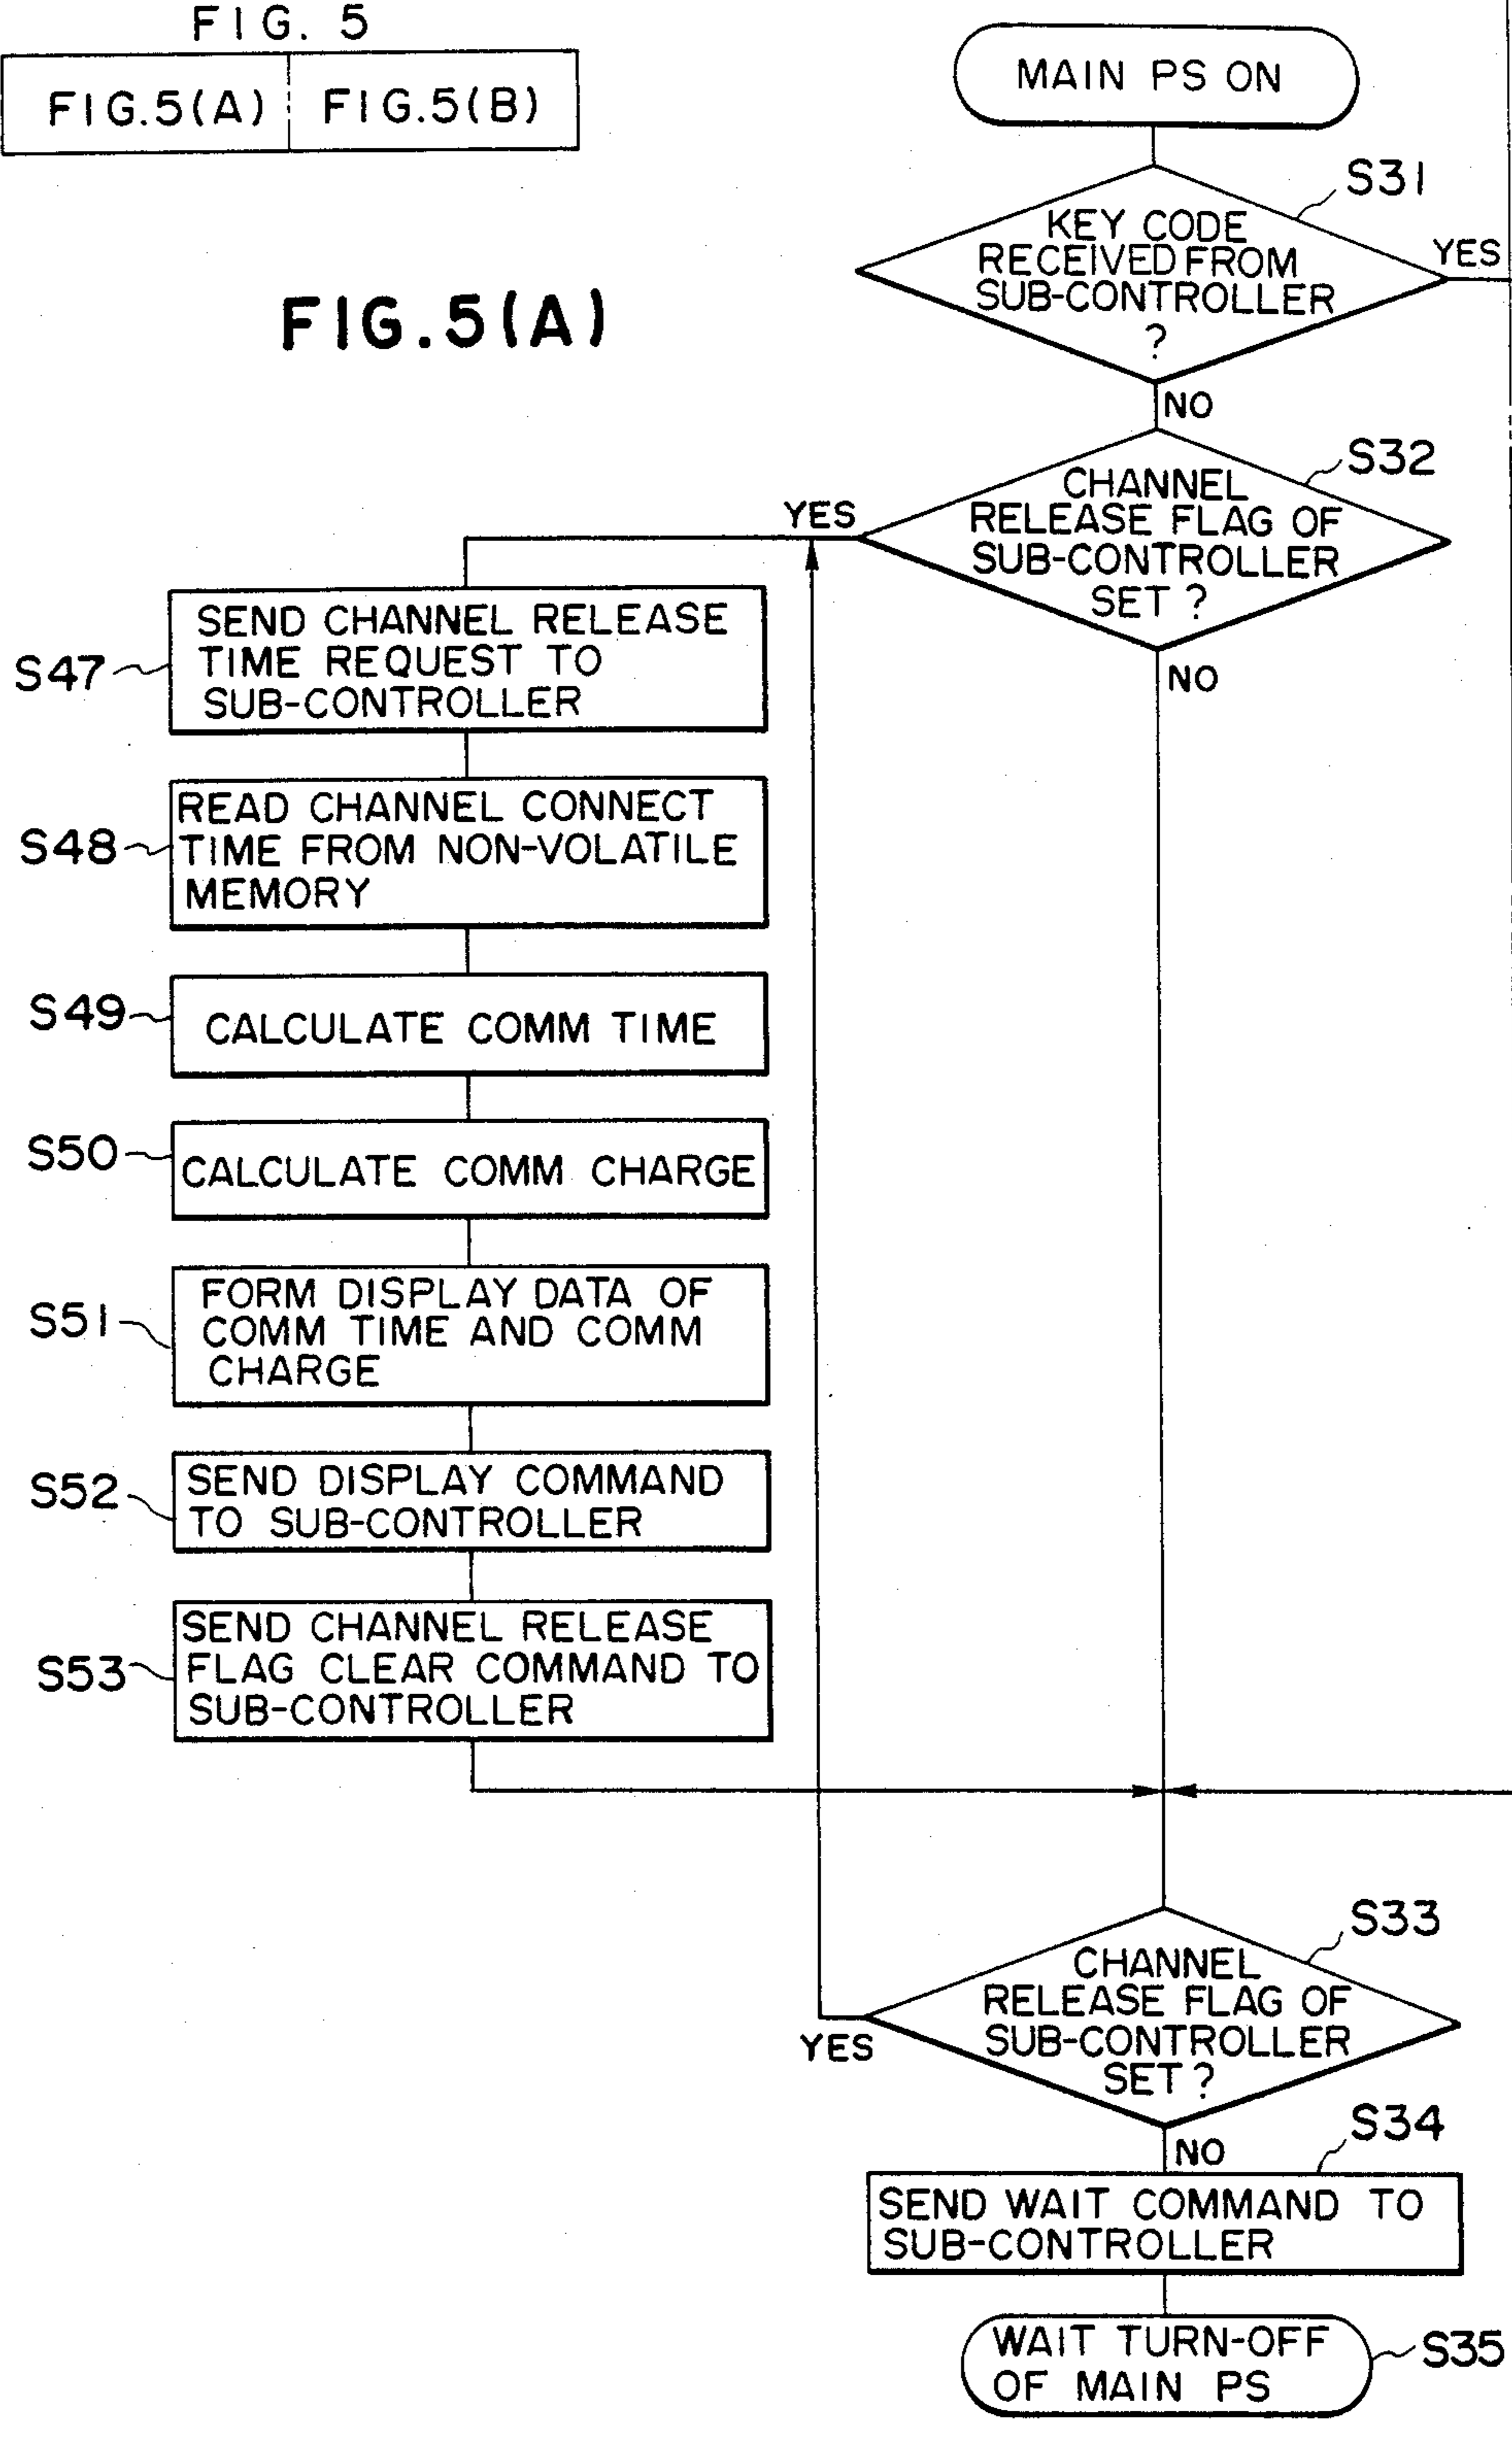 FIG. 5
FIG.5(A) FIG.5(B)
FIG.5(A)
MAIN PS ON
S31
KEY CODE
RECEIVED FROM
SUB-CONTROLLER
?
YES
NO
S32
CHANNEL
RELEASE FLAG OF
SUB-CONTROLLER
SET ?
YES
NO
S47
SEND CHANNEL RELEASE
TIME REQUEST TO
SUB-CONTROLLER
S48
READ CHANNEL CONNECT
TIME FROM NON-VOLATILE
MEMORY
S49
CALCULATE COMM TIME
S50
CALCULATE COMM CHARGE
S51
FORM DISPLAY DATA OF
COMM TIME AND COMM
CHARGE
S52
SEND DISPLAY COMMAND
TO SUB-CONTROLLER
S53
SEND CHANNEL RELEASE
FLAG CLEAR COMMAND TO
SUB-CONTROLLER
S33
CHANNEL
RELEASE FLAG OF
SUB-CONTROLLER
SET ?
YES
NO
S34
SEND WAIT COMMAND TO
SUB-CONTROLLER
WAIT TURN-OFF
OF MAIN PS
S35